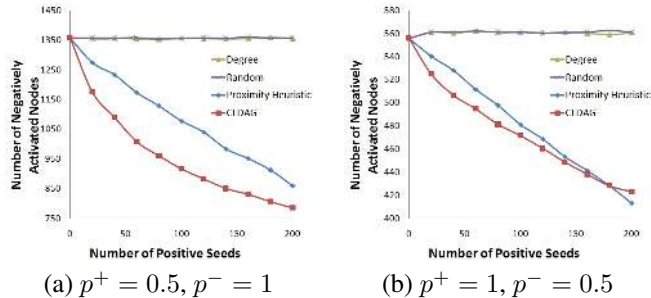 1350
1250
1150
1050
950
850
750
Number of Negatively
Activated Nodes
Degree
Random
Proximity Heuristic
CLDAG
0
50
100
150
200
Number of Positive Seeds
(a) p⁺ = 0.5, p⁻ = 1
580
560
540
520
500
480
460
440
420
400
Number of Negatively
Activated Nodes
Degree
Random
Proximity Heuristic
CLDAG
0
50
100
150
200
Number of Positive Seeds
(b) p⁺ = 1, p⁻ = 0.5